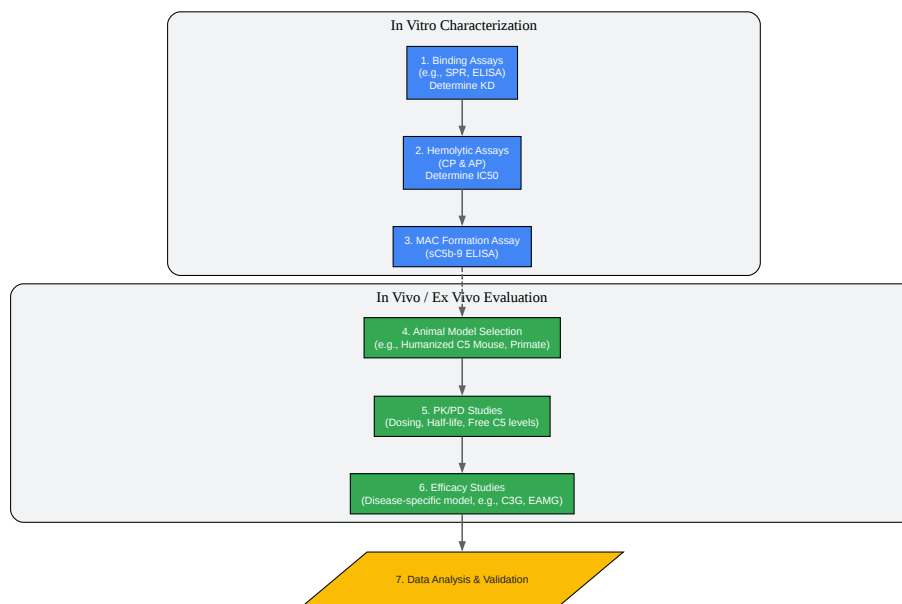 In Vitro Characterization
1. Binding Assays
(e.g., SPR, ELISA)
Determine KD
2. Hemolytic Assays
(CP & AP)
Determine IC50
3. MAC Formation Assay
(sC5b-9 ELISA)
In Vivo / Ex Vivo Evaluation
4. Animal Model Selection
(e.g., Humanized C5 Mouse, Primate)
5. PK/PD Studies
(Dosing, Half-life, Free C5 levels)
6. Efficacy Studies
(Disease-specific model, e.g., C3G, EAMG)
7. Data Analysis & Validation